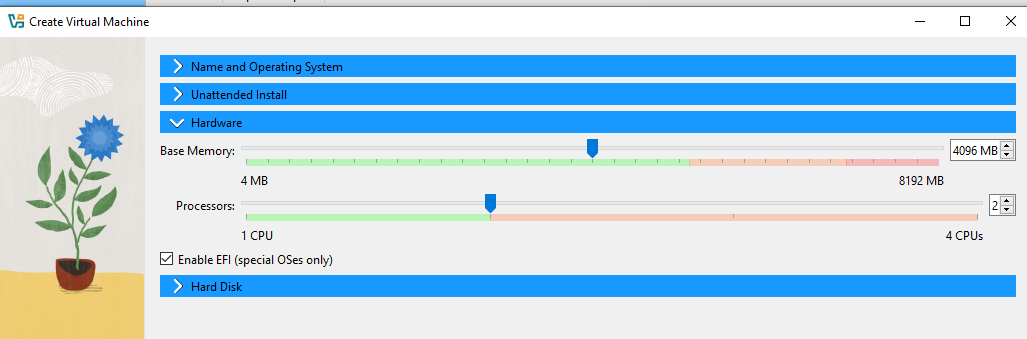 Create Virtual Machine
Name and Operating System
Unattended Install
Hardware
Base Memory:
4096 MB
4 MB
8192 MB
Processors:
2
1 CPU
4 CPUs
Enable EFI (special OSes only)
Hard Disk